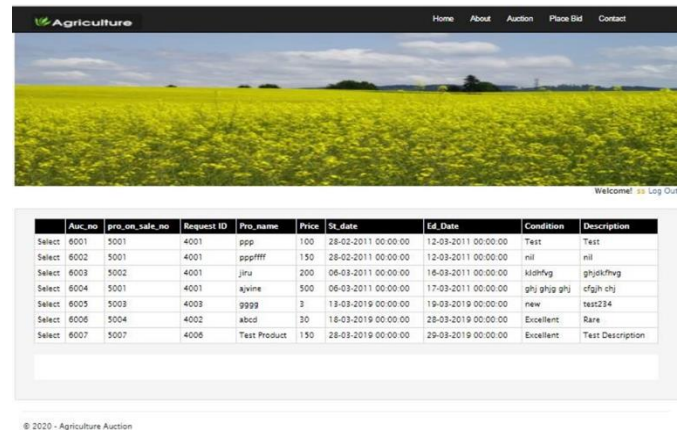 Agriculture Home About Auction Place Bid Contact
Welcome! ss Log Out
Auc_no pro_on_sale_no Request ID Pro_name Price St_date Ed_Date Condition Description
Select 6001 5001 4001 ppp 100 28-02-2011 00:00:00 12-03-2011 00:00:00 Test Test
Select 6002 5001 4001 pppffff 150 28-02-2011 00:00:00 12-03-2011 00:00:00 nil nil
Select 6003 5002 4001 jiru 200 06-03-2011 00:00:00 16-03-2011 00:00:00 kldhfvg ghjdkfhvg
Select 6004 5001 4001 ajvine 500 06-03-2011 00:00:00 17-03-2011 00:00:00 ghj ghjg ghj cfgjh chj
Select 6005 5003 4003 gggg 3 13-03-2019 00:00:00 19-03-2019 00:00:00 new test234
Select 6006 5004 4002 abcd 30 18-03-2019 00:00:00 28-03-2019 00:00:00 Excellent Rare
Select 6007 5007 4006 Test Product 150 28-03-2019 00:00:00 29-03-2019 00:00:00 Excellent Test Description
© 2020 - Agriculture Auction